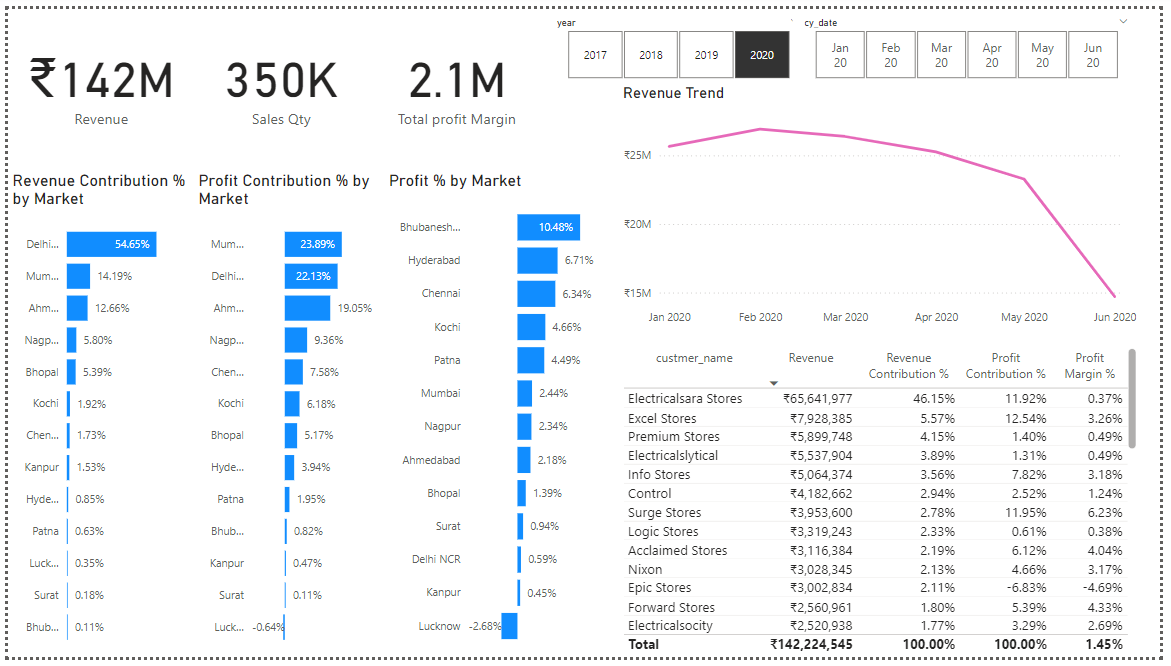 year
cy_date
2017 2018 2019 2020
Jan 20 Feb 20 Mar 20 Apr 20 May 20 Jun 20
₹142M
Revenue
350K
Sales Qty
2.1M
Total profit Margin
Revenue Trend
₹25M
₹20M
₹15M
Jan 2020 Feb 2020 Mar 2020 Apr 2020 May 2020 Jun 2020
Revenue Contribution %
by Market
Delhi... 54.65%
Mum... 14.19%
Ahm... 12.66%
Nagp... 5.80%
Bhopal 5.39%
Kochi 1.92%
Chen... 1.73%
Kanpur 1.53%
Hyde... 0.85%
Patna 0.63%
Luck... 0.35%
Surat 0.18%
Bhub... 0.11%
Profit Contribution % by
Market
Mum... 23.89%
Delhi... 22.13%
Ahm... 19.05%
Nagp... 9.36%
Chen... 7.58%
Kochi 6.18%
Bhopal 5.17%
Hyde... 3.94%
Patna 1.95%
Bhub... 0.82%
Kanpur 0.47%
Surat 0.11%
Luck... -0.64%
Profit % by Market
Bhubanesh... 10.48%
Hyderabad 6.71%
Chennai 6.34%
Kochi 4.66%
Patna 4.49%
Mumbai 2.44%
Nagpur 2.34%
Ahmedabad 2.18%
Bhopal 1.39%
Surat 0.94%
Delhi NCR 0.59%
Kanpur 0.45%
Lucknow -2.68%
custmer_name Revenue Revenue Contribution % Profit Contribution % Profit Margin %
Electricalsara Stores ₹65,641,977 46.15% 11.92% 0.37%
Excel Stores ₹7,928,385 5.57% 12.54% 3.26%
Premium Stores ₹5,899,748 4.15% 1.40% 0.49%
Electricalslytical ₹5,537,904 3.89% 1.31% 0.49%
Info Stores ₹5,064,374 3.56% 7.82% 3.18%
Control ₹4,182,662 2.94% 2.52% 1.24%
Surge Stores ₹3,953,600 2.78% 11.95% 6.23%
Logic Stores ₹3,319,243 2.33% 0.61% 0.38%
Acclaimed Stores ₹3,116,384 2.19% 6.12% 4.04%
Nixon ₹3,028,345 2.13% 4.66% 3.17%
Epic Stores ₹3,002,834 2.11% -6.83% -4.69%
Forward Stores ₹2,560,961 1.80% 5.39% 4.33%
Electricalsocity ₹2,520,938 1.77% 3.29% 2.69%
Total ₹142,224,545 100.00% 100.00% 1.45%